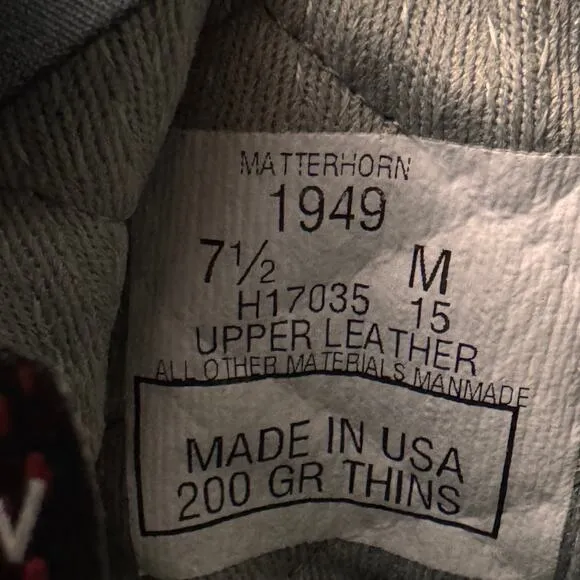 MATTERHORN
1949
7½ M
H17035 15
UPPER LEATHER
ALL OTHER MATERIALS MANMADE
MADE IN USA
200 GR THINS